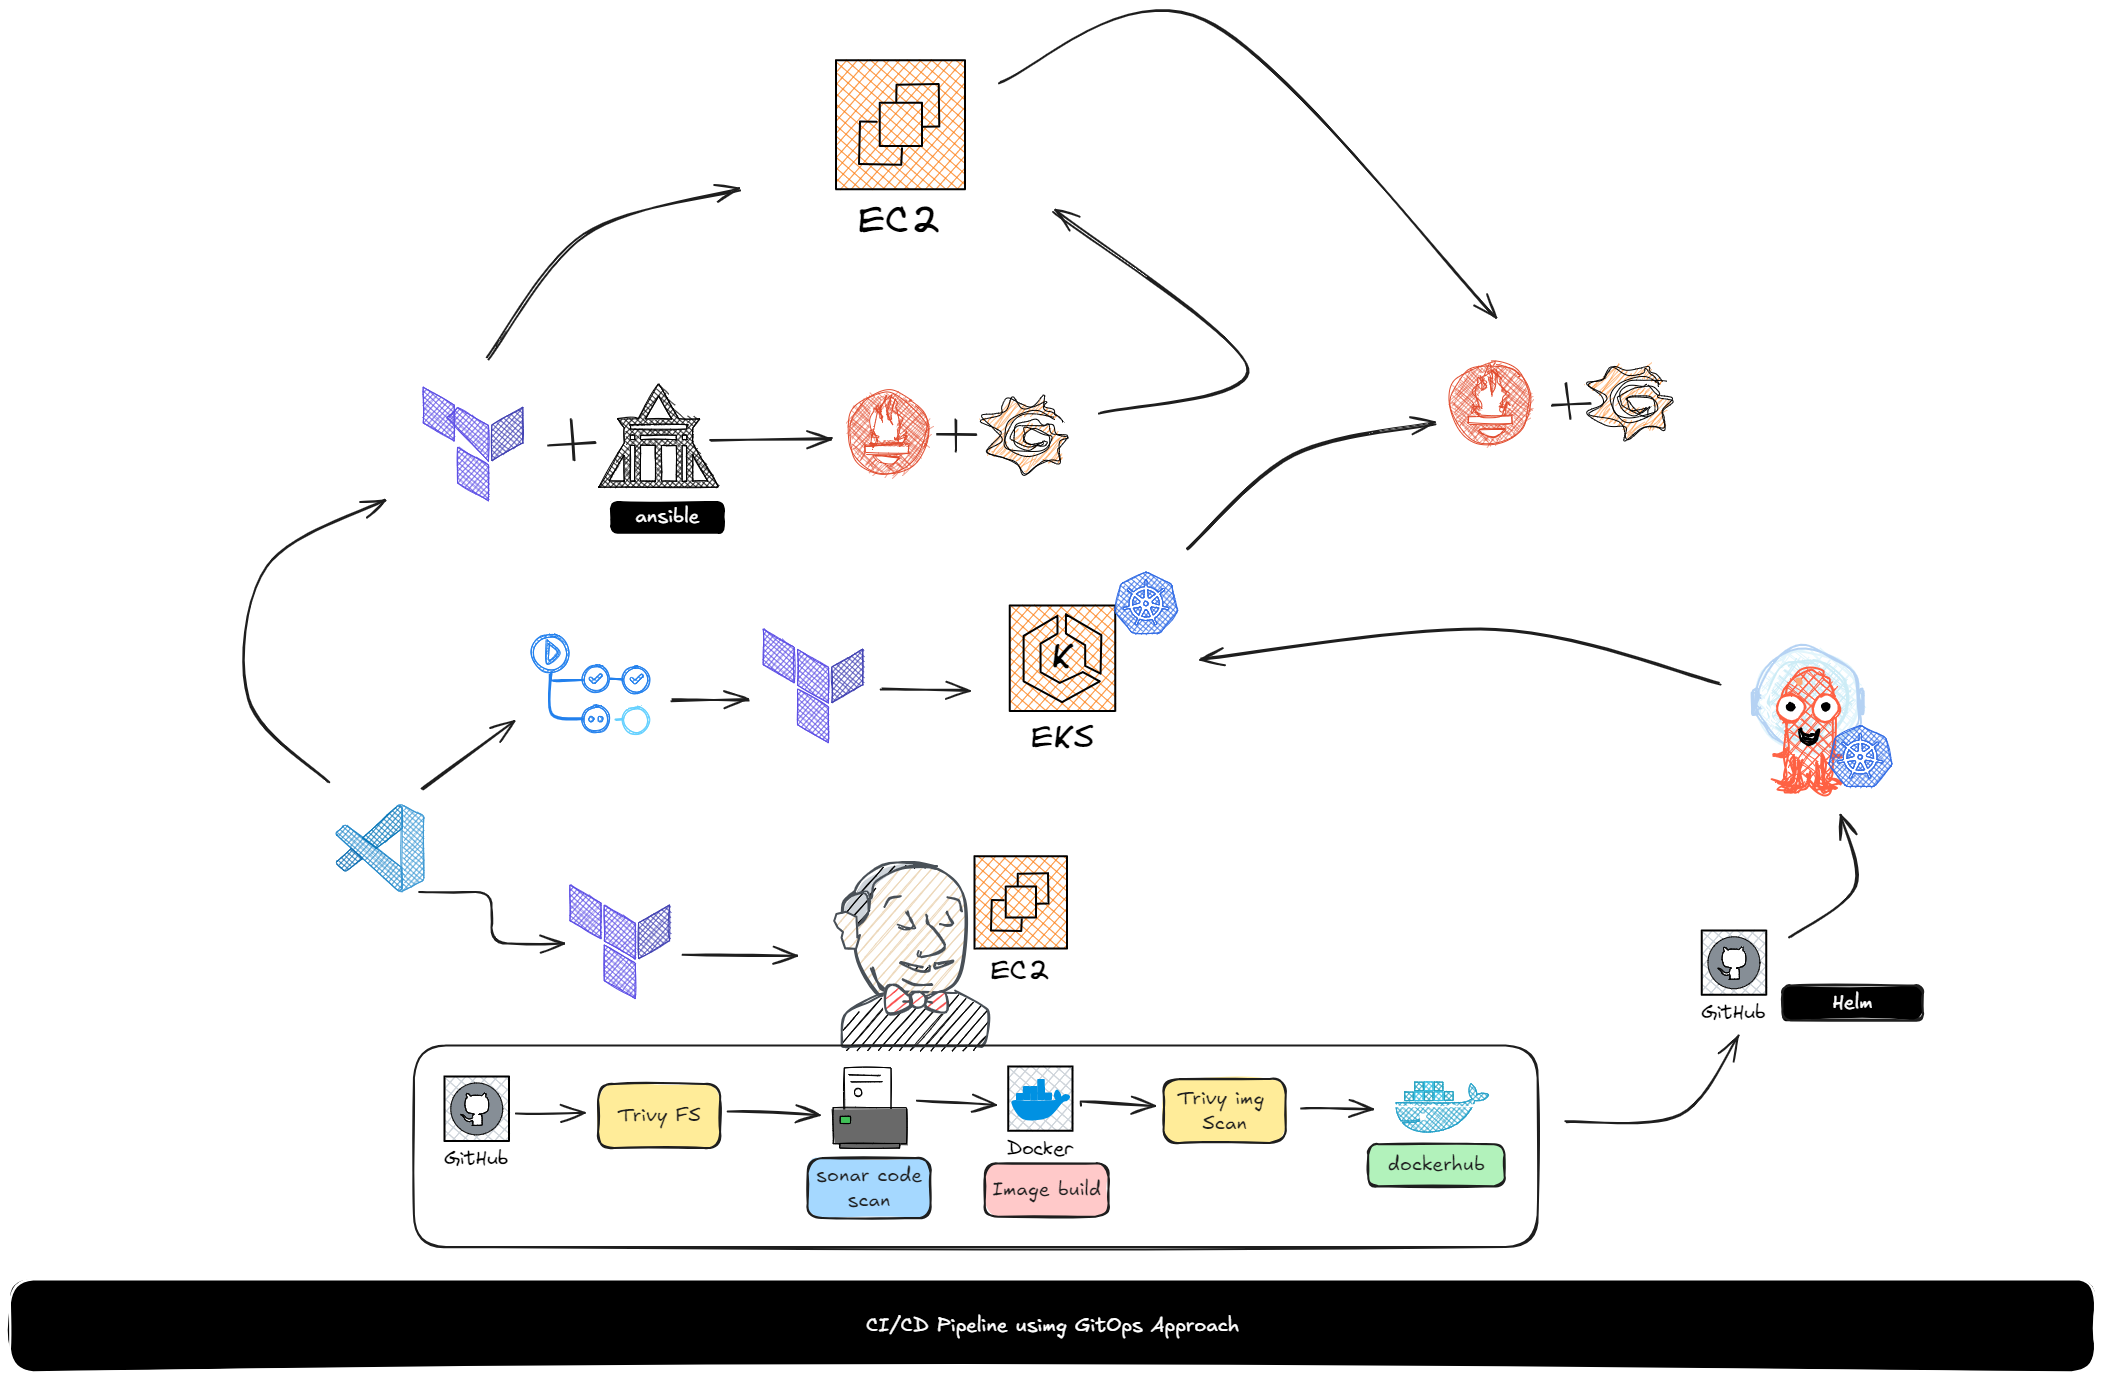 EC2
ansible
K
EKS
EC2
GitHub
Helm
GitHub
Trivy FS
sonar code
scan
Docker
Image build
Trivy img
Scan
dockerhub
CI/CD Pipeline usimg GitOps Approach